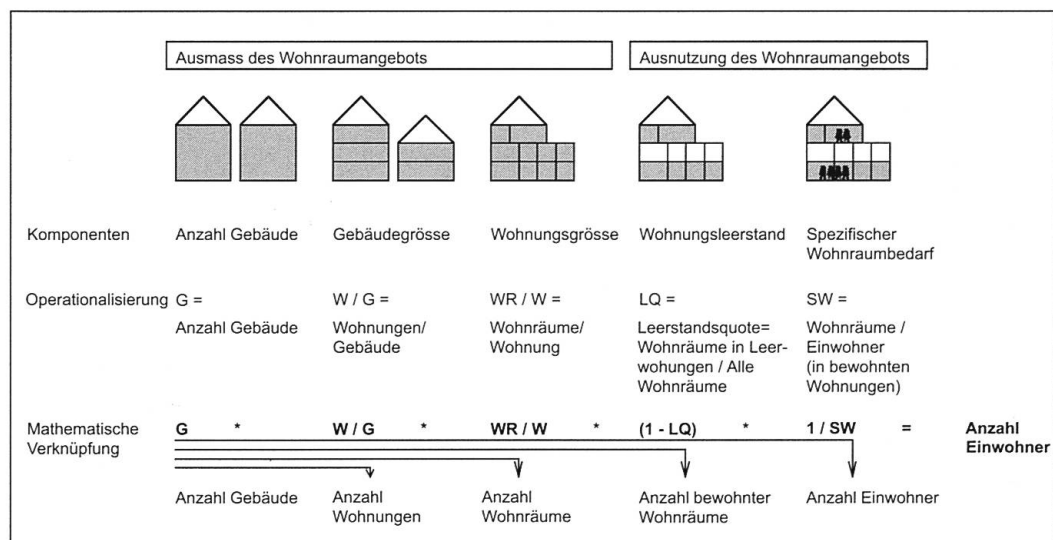 Ausmass des Wohnraumangebots
Ausnutzung des Wohnraumangebots
Komponenten
Anzahl Gebäude
Gebäudegrösse
Wohnungsgrösse
Wohnungsleerstand
Spezifischer
Wohnraumbedarf
Operationalisierung
G =
W / G =
WR / W =
LQ =
SW =
Anzahl Gebäude
Wohnungen/
Gebäude
Wohnräume/
Wohnung
Leerstandsquote=
Wohnräume in Leer-
wohungen / Alle
Wohnräume
Wohnräume /
Einwohner
(in bewohnten
Wohnungen)
Mathematische
Verknüpfung
G * W / G * WR / W * (1 - LQ) * 1 / SW =
Anzahl
Einwohner
Anzahl Gebäude
Anzahl
Wohnungen
Anzahl
Wohnräume
Anzahl bewohnter
Wohnräume
Anzahl Einwohner